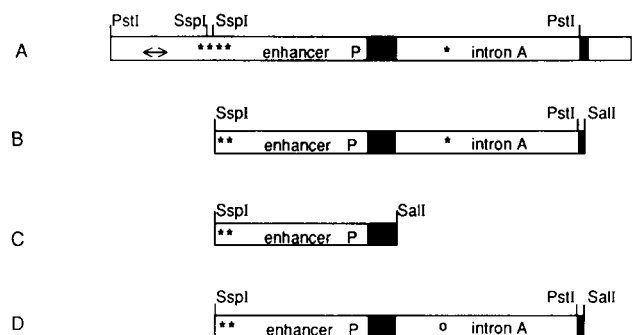 PstI SspI SspI PstI
A ↔ * * * * enhancer P * intron A
SspI PstI SalI
B * * enhancer P * intron A
SspI SalI
C * * enhancer P
SspI PstI SalI
D * * enhancer P o intron A